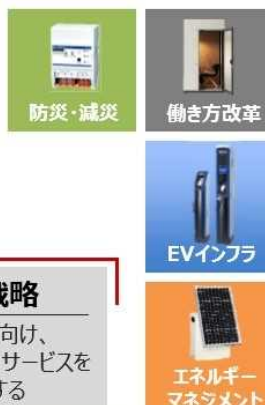 防災・減災
働き方改革
EVインフラ
戦略
向け、
サービスを
する
エネルギー
マネジメント